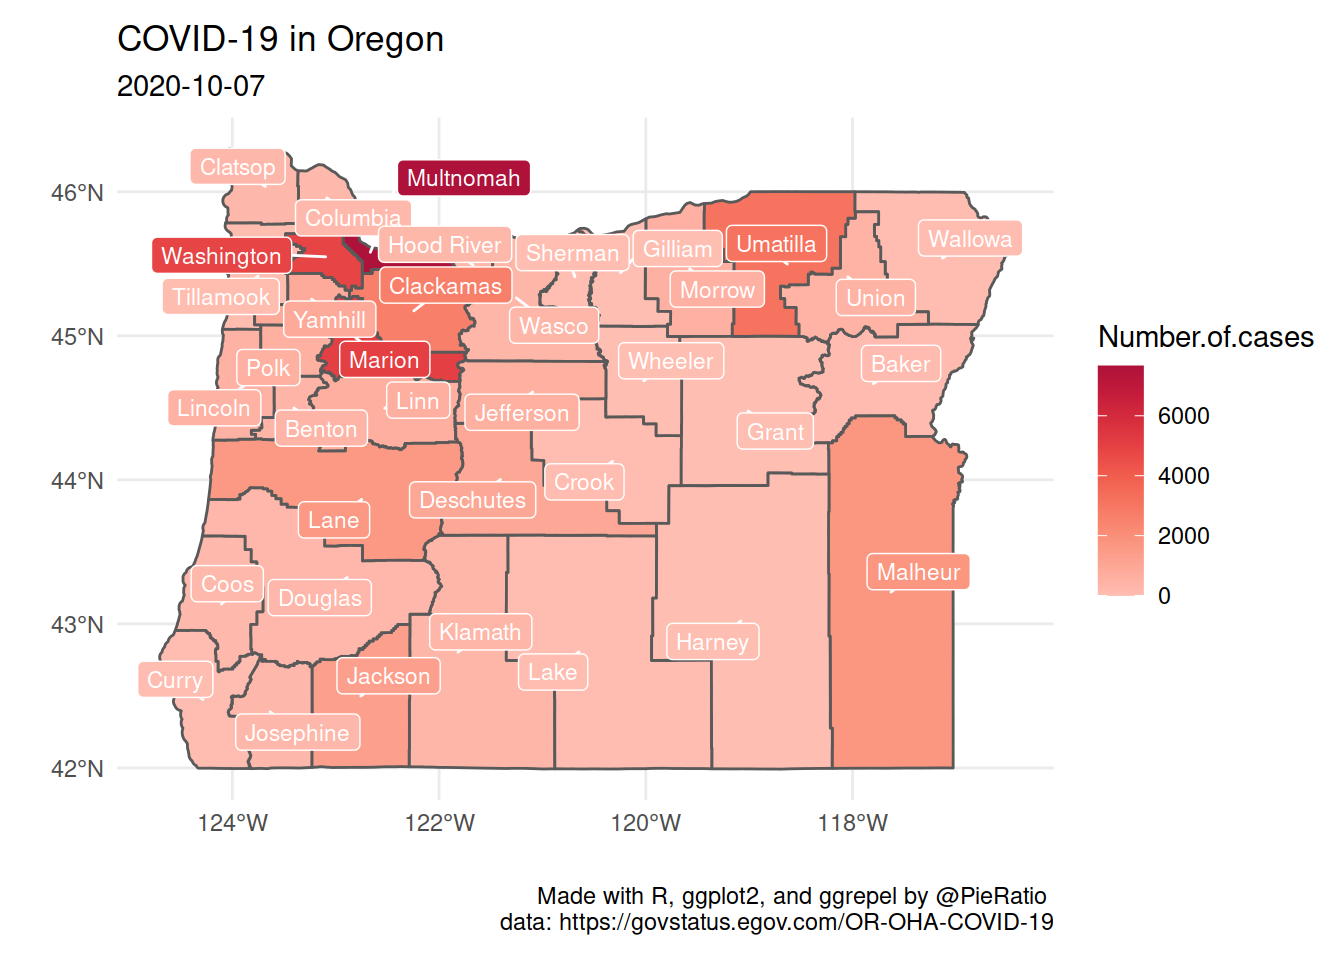 COVID-19 in Oregon
2020-10-07
46°N
45°N
44°N
43°N
42°N
Clatsop
Multnomah
Columbia
Washington
Hood River
Sherman
Gilliam
Umatilla
Wallowa
Tillamook
Clackamas
Morrow
Union
Yamhill
Wasco
Marion
Polk
Wheeler
Baker
Lincoln
Linn
Jefferson
Benton
Grant
Crook
Deschutes
Lane
Malheur
Coos
Douglas
Klamath
Harney
Lake
Curry
Jackson
Josephine
124°W
122°W
120°W
118°W
Number.of.cases
6000
4000
2000
0
Made with R, ggplot2, and ggrepel by @PieRatio
data: https://govstatus.egov.com/OR-OHA-COVID-19